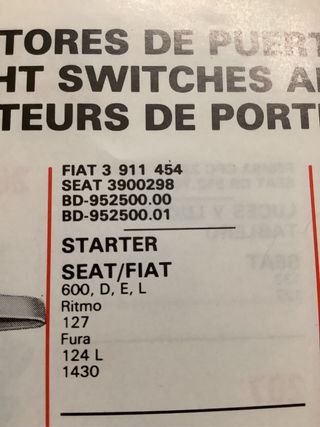 TORES DE PUERT
HT SWITCHES A
TEURS DE PORT
FIAT 3 911 454
SEAT 3900298
BD-952500.00
BD-952500.01
STARTER
SEAT/FIAT
600, D, E, L
Ritmo
127
Fura
124 L
1430